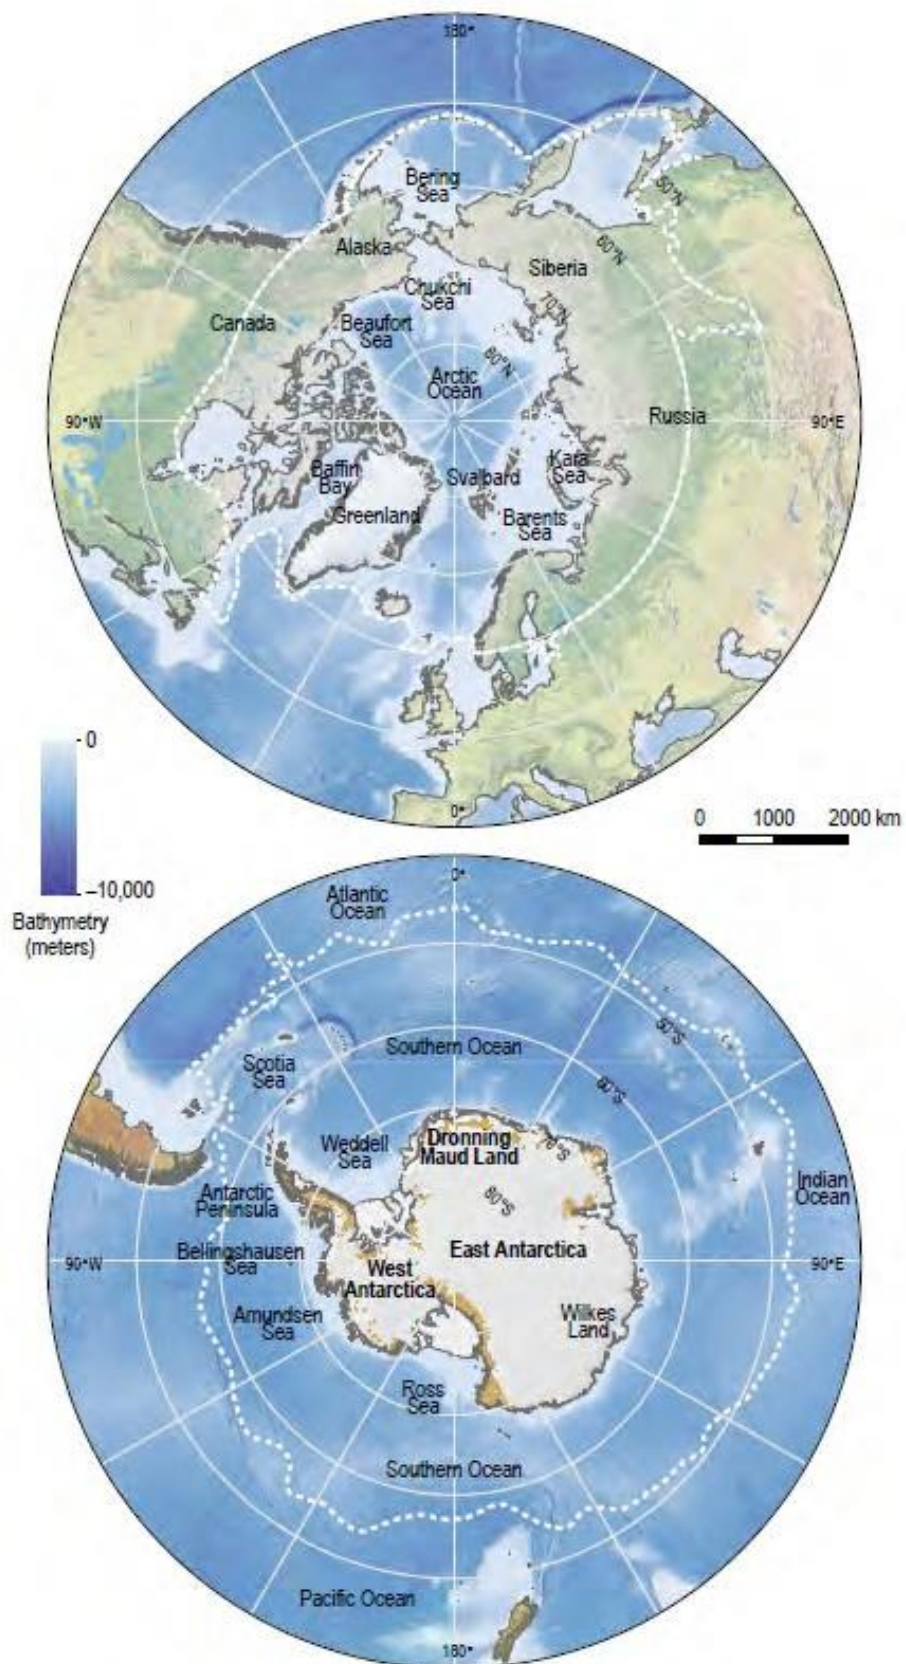 180°
Bering
Sea
50°N
Alaska
60°N
Siberia
Chukchi
Sea
70°N
Canada
Beaufort
Sea
80°N
Arctic
Ocean
90°W
Russia
90°E
Baffin
Bay
Svalbard
Kara
Sea
Greenland
Barents
Sea
0°
0
–10,000
Bathymetry
(meters)
0 1000 2000 km
0°
Atlantic
Ocean
50°S
Southern Ocean
Scotia
Sea
60°S
Weddell
Sea
Dronning
Maud Land
70°S
80°S
Antarctic
Peninsula
Indian
Ocean
East Antarctica
90°W
Bellingshausen
Sea
90°E
West
Antarctica
Amundsen
Sea
Wilkes
Land
Ross
Sea
Southern Ocean
Pacific Ocean
180°